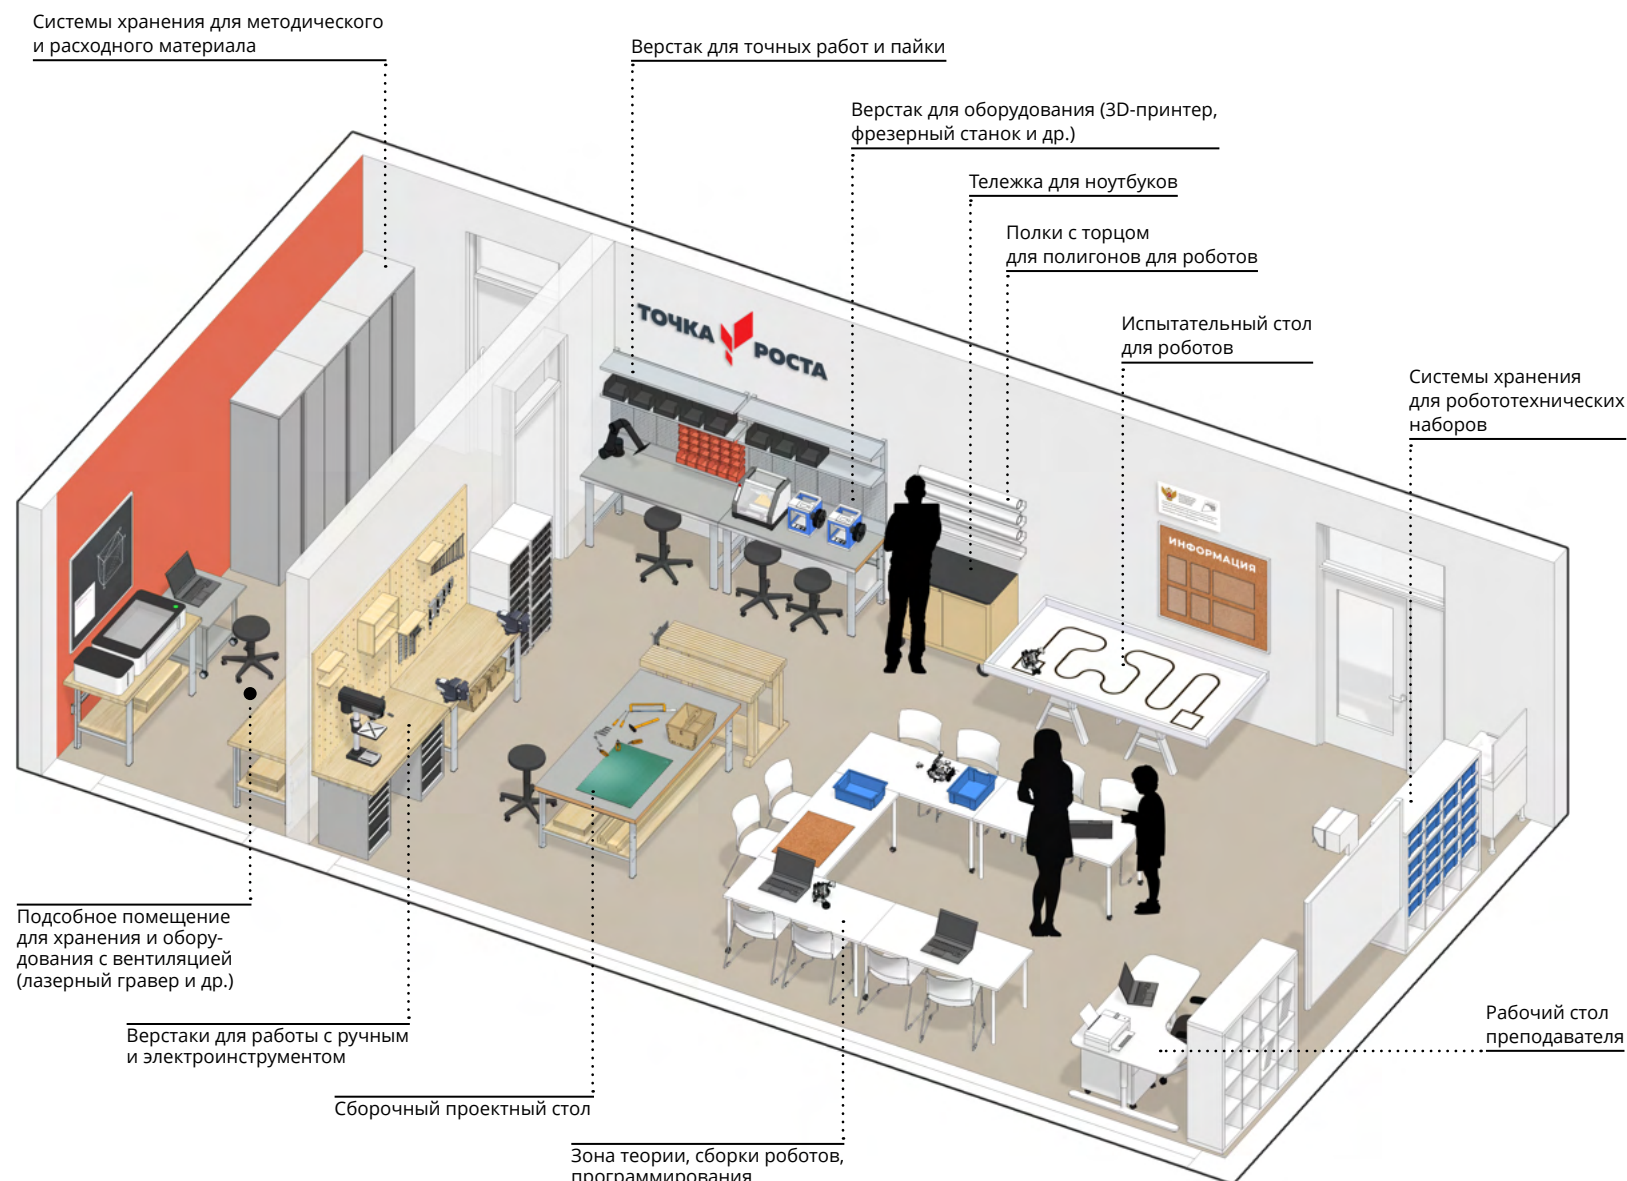 Системы хранения для методического
и расходного материала
Верстак для точных работ и пайки
Верстак для оборудования (3D-принтер,
фрезерный станок и др.)
Тележка для ноутбуков
Полки с торцом
для полигонов для роботов
Испытательный стол
для роботов
Системы хранения
для робототехнических
наборов
ТОЧКА
РОСТА
ИНФОРМАЦИЯ
Подсобное помещение
для хранения и обору-
дования с вентиляцией
(лазерный гравер и др.)
Верстаки для работы с ручным
и электроинструментом
Сборочный проектный стол
Зона теории, сборки роботов,
программирования
Рабочий стол
преподавателя